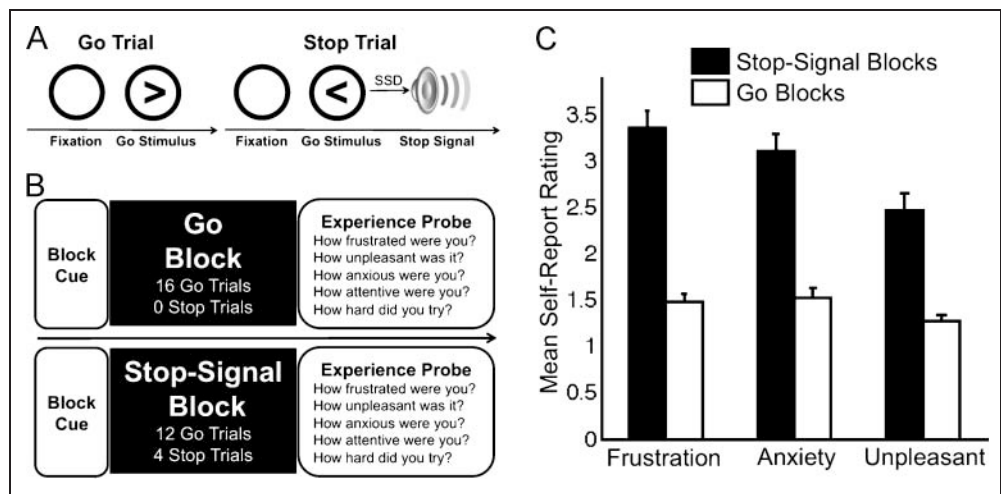 A
Go Trial
Stop Trial
> < SSD
Fixation Go Stimulus Fixation Go Stimulus Stop Signal
B
Block
Cue
Go
Block
16 Go Trials
0 Stop Trials
Experience Probe
How frustrated were you?
How unpleasant was it?
How anxious were you?
How attentive were you?
How hard did you try?
Block
Cue
Stop-Signal
Block
12 Go Trials
4 Stop Trials
Experience Probe
How frustrated were you?
How unpleasant was it?
How anxious were you?
How attentive were you?
How hard did you try?
C
Stop-Signal Blocks
Go Blocks
Mean Self-Report Rating
3.5
3
2.5
2
1.5
1
0.5
0
Frustration Anxiety Unpleasant